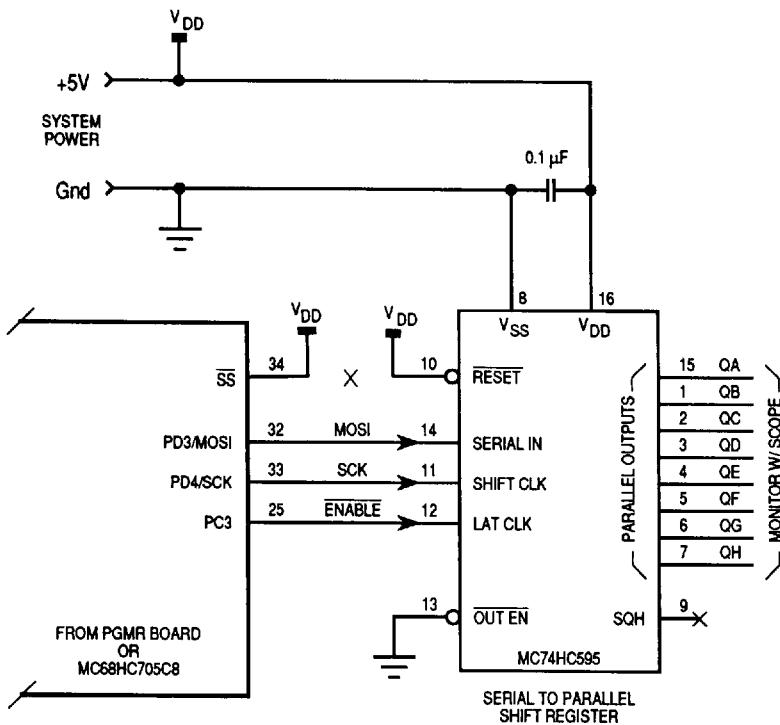 VDD
+5V
SYSTEM
POWER
0.1 µF
Gnd
8 16
VSS VDD
VDD VDD
34 10
SS RESET
X
15 QA
1 QB
2 QC
3 QD
4 QE
5 QF
6 QG
7 QH
PARALLEL OUTPUTS
MONITOR W/ SCOPE
PD3/MOSI 32 MOSI 14 SERIAL IN
PD4/SCK 33 SCK 11 SHIFT CLK
PC3 25 ENABLE 12 LAT CLK
13 OUT EN
SQH 9
FROM PGMR BOARD
OR
MC68HC705C8
MC74HC595
SERIAL TO PARALLEL
SHIFT REGISTER